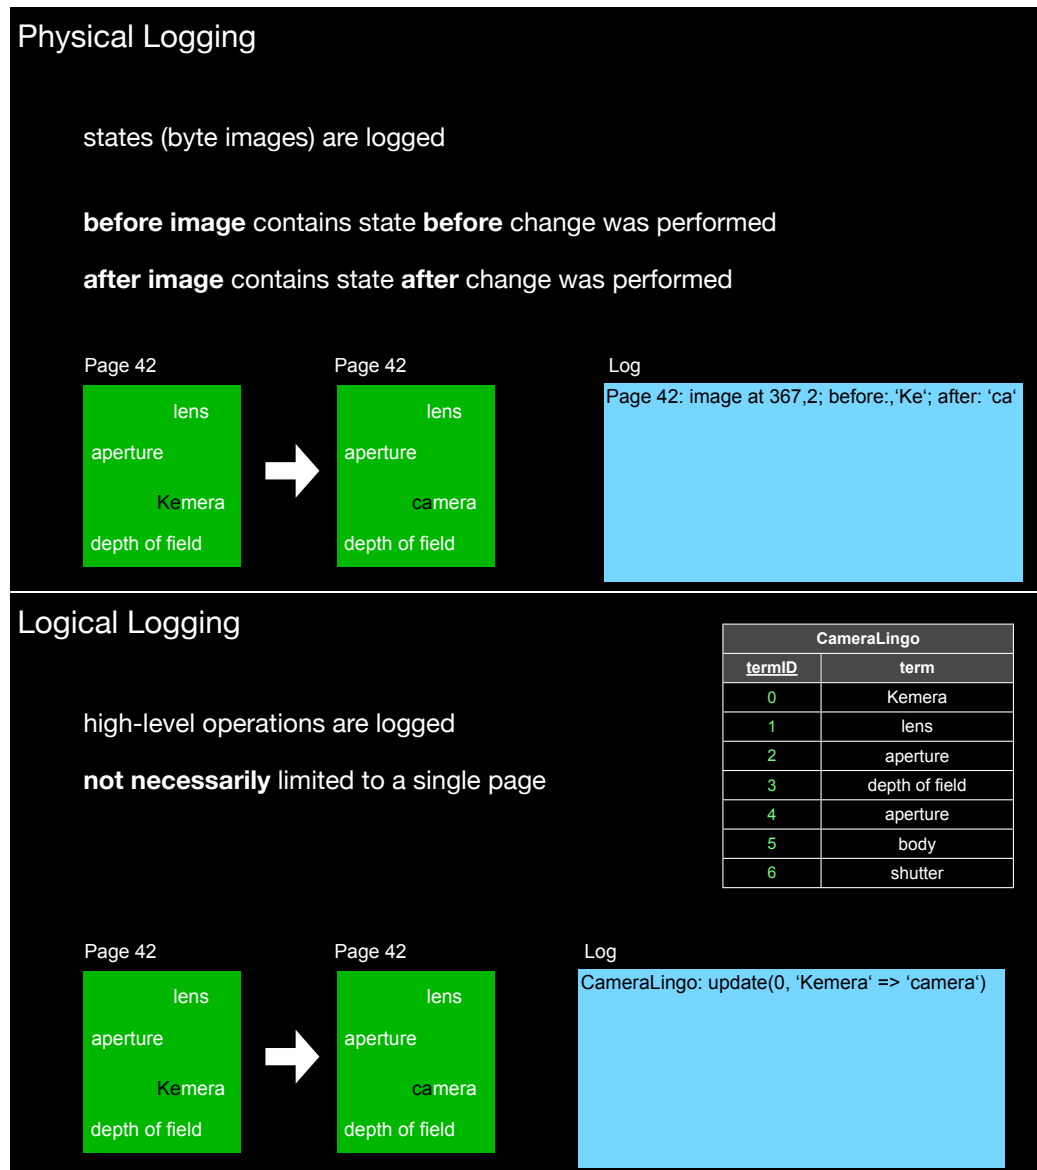 Physical Logging
states (byte images) are logged
before image contains state before change was performed
after image contains state after change was performed
Page 42
Page 42
Log
lens
aperture
Kemera
depth of field
lens
aperture
camera
depth of field
Page 42: image at 367,2; before:,‘Ke‘; after: ‘ca‘
Logical Logging
high-level operations are logged
not necessarily limited to a single page
CameraLingo
termID term
0 Kemera
1 lens
2 aperture
3 depth of field
4 aperture
5 body
6 shutter
Page 42
Page 42
Log
lens
aperture
Kemera
depth of field
lens
aperture
camera
depth of field
CameraLingo: update(0, ‘Kemera‘ => ‘camera‘)